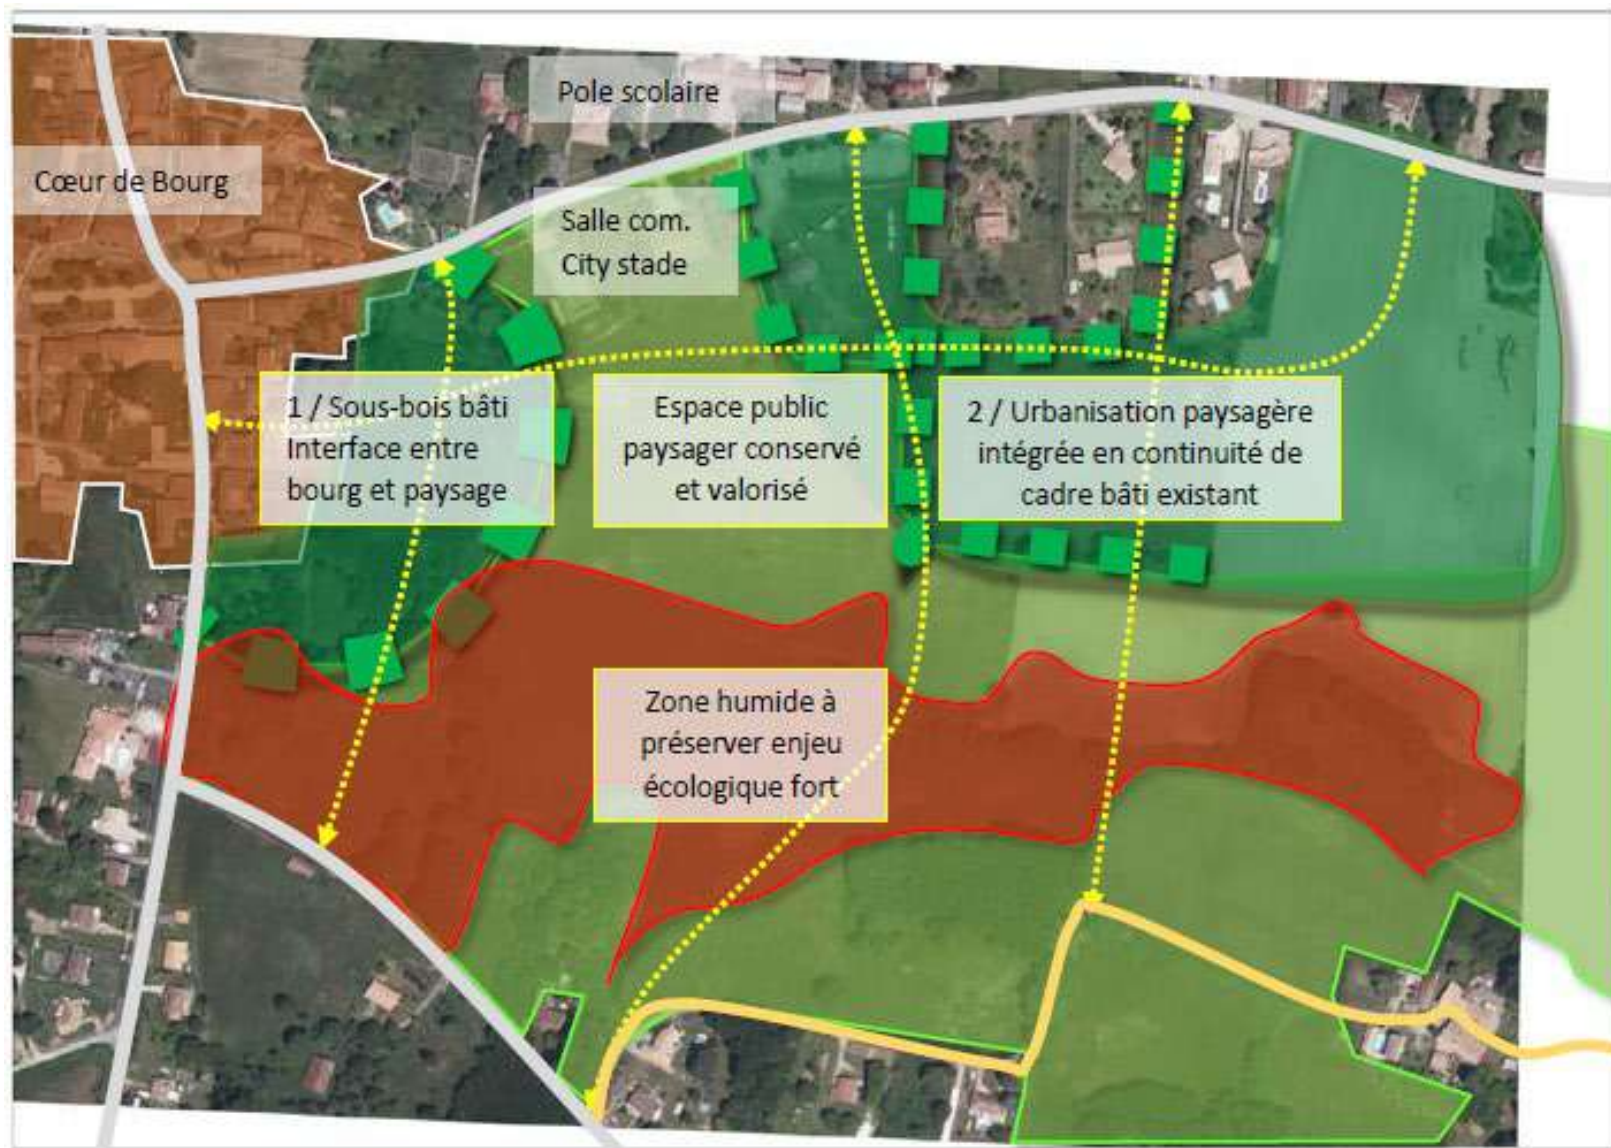 Pole scolaire
Cœur de Bourg
Salle com.
City stade
1 / Sous-bois bâti
Interface entre
bourg et paysage
Espace public
paysager conservé
et valorisé
2 / Urbanisation paysagère
intégrée en continuité de
cadre bâti existant
Zone humide à
préserver enjeu
écologique fort